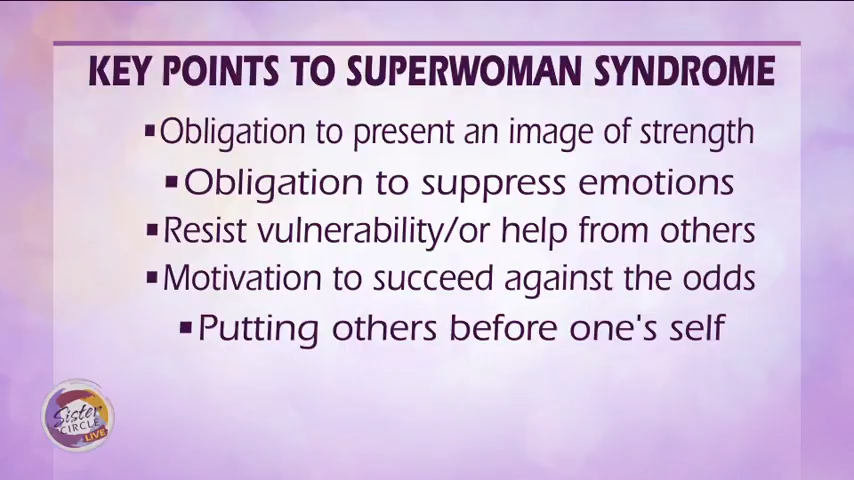 KEY POINTS TO SUPERWOMAN SYNDROME
▪Obligation to present an image of strength
▪Obligation to suppress emotions
▪Resist vulnerability/or help from others
▪Motivation to succeed against the odds
▪Putting others before one's self
Sister
CIRCLE
LIVE